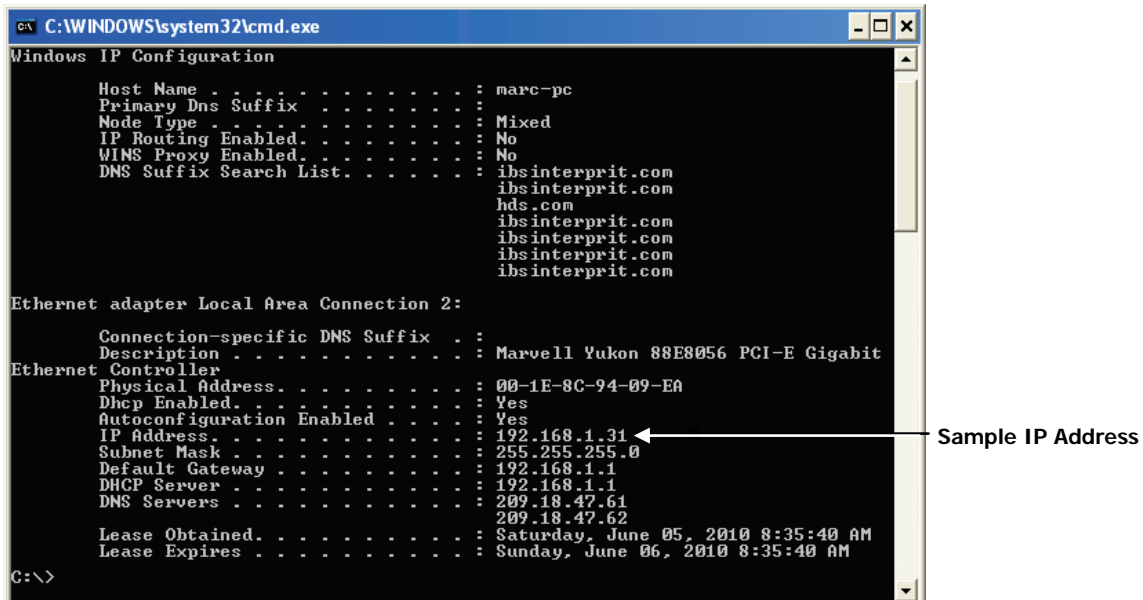 C:\WINDOWS\system32\cmd.exe
Windows IP Configuration
Host Name . . . . . . . . . . . . : marc-pc
Primary Dns Suffix . . . . . . . :
Node Type . . . . . . . . . . . . : Mixed
IP Routing Enabled. . . . . . . . : No
WINS Proxy Enabled. . . . . . . . : No
DNS Suffix Search List. . . . . . : ibsinterprit.com
ibsinterprit.com
hds.com
ibsinterprit.com
ibsinterprit.com
ibsinterprit.com
ibsinterprit.com
Ethernet adapter Local Area Connection 2:
Connection-specific DNS Suffix . :
Description . . . . . . . . . . . : Marvell Yukon 88E8056 PCI-E Gigabit
Ethernet Controller
Physical Address. . . . . . . . . : 00-1E-8C-94-09-EA
Dhcp Enabled. . . . . . . . . . . : Yes
Autoconfiguration Enabled . . . . : Yes
IP Address. . . . . . . . . . . . : 192.168.1.31
Sample IP Address
Subnet Mask . . . . . . . . . . . : 255.255.255.0
Default Gateway . . . . . . . . . : 192.168.1.1
DHCP Server . . . . . . . . . . . : 192.168.1.1
DNS Servers . . . . . . . . . . . : 209.18.47.61
209.18.47.62
Lease Obtained. . . . . . . . . . : Saturday, June 05, 2010 8:35:40 AM
Lease Expires . . . . . . . . . . : Sunday, June 06, 2010 8:35:40 AM
C:\>